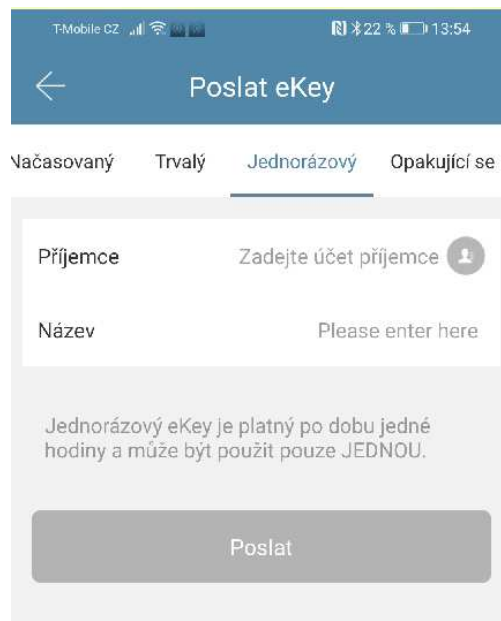 T-Mobile CZ 22 % 13:54
Poslat eKey
Načasovaný Trvalý Jednorázový Opakující se
Příjemce Zadejte účet příjemce
Název Please enter here
Jednorázový eKey je platný po dobu jedné
hodiny a může být použit pouze JEDNOU.
Poslat